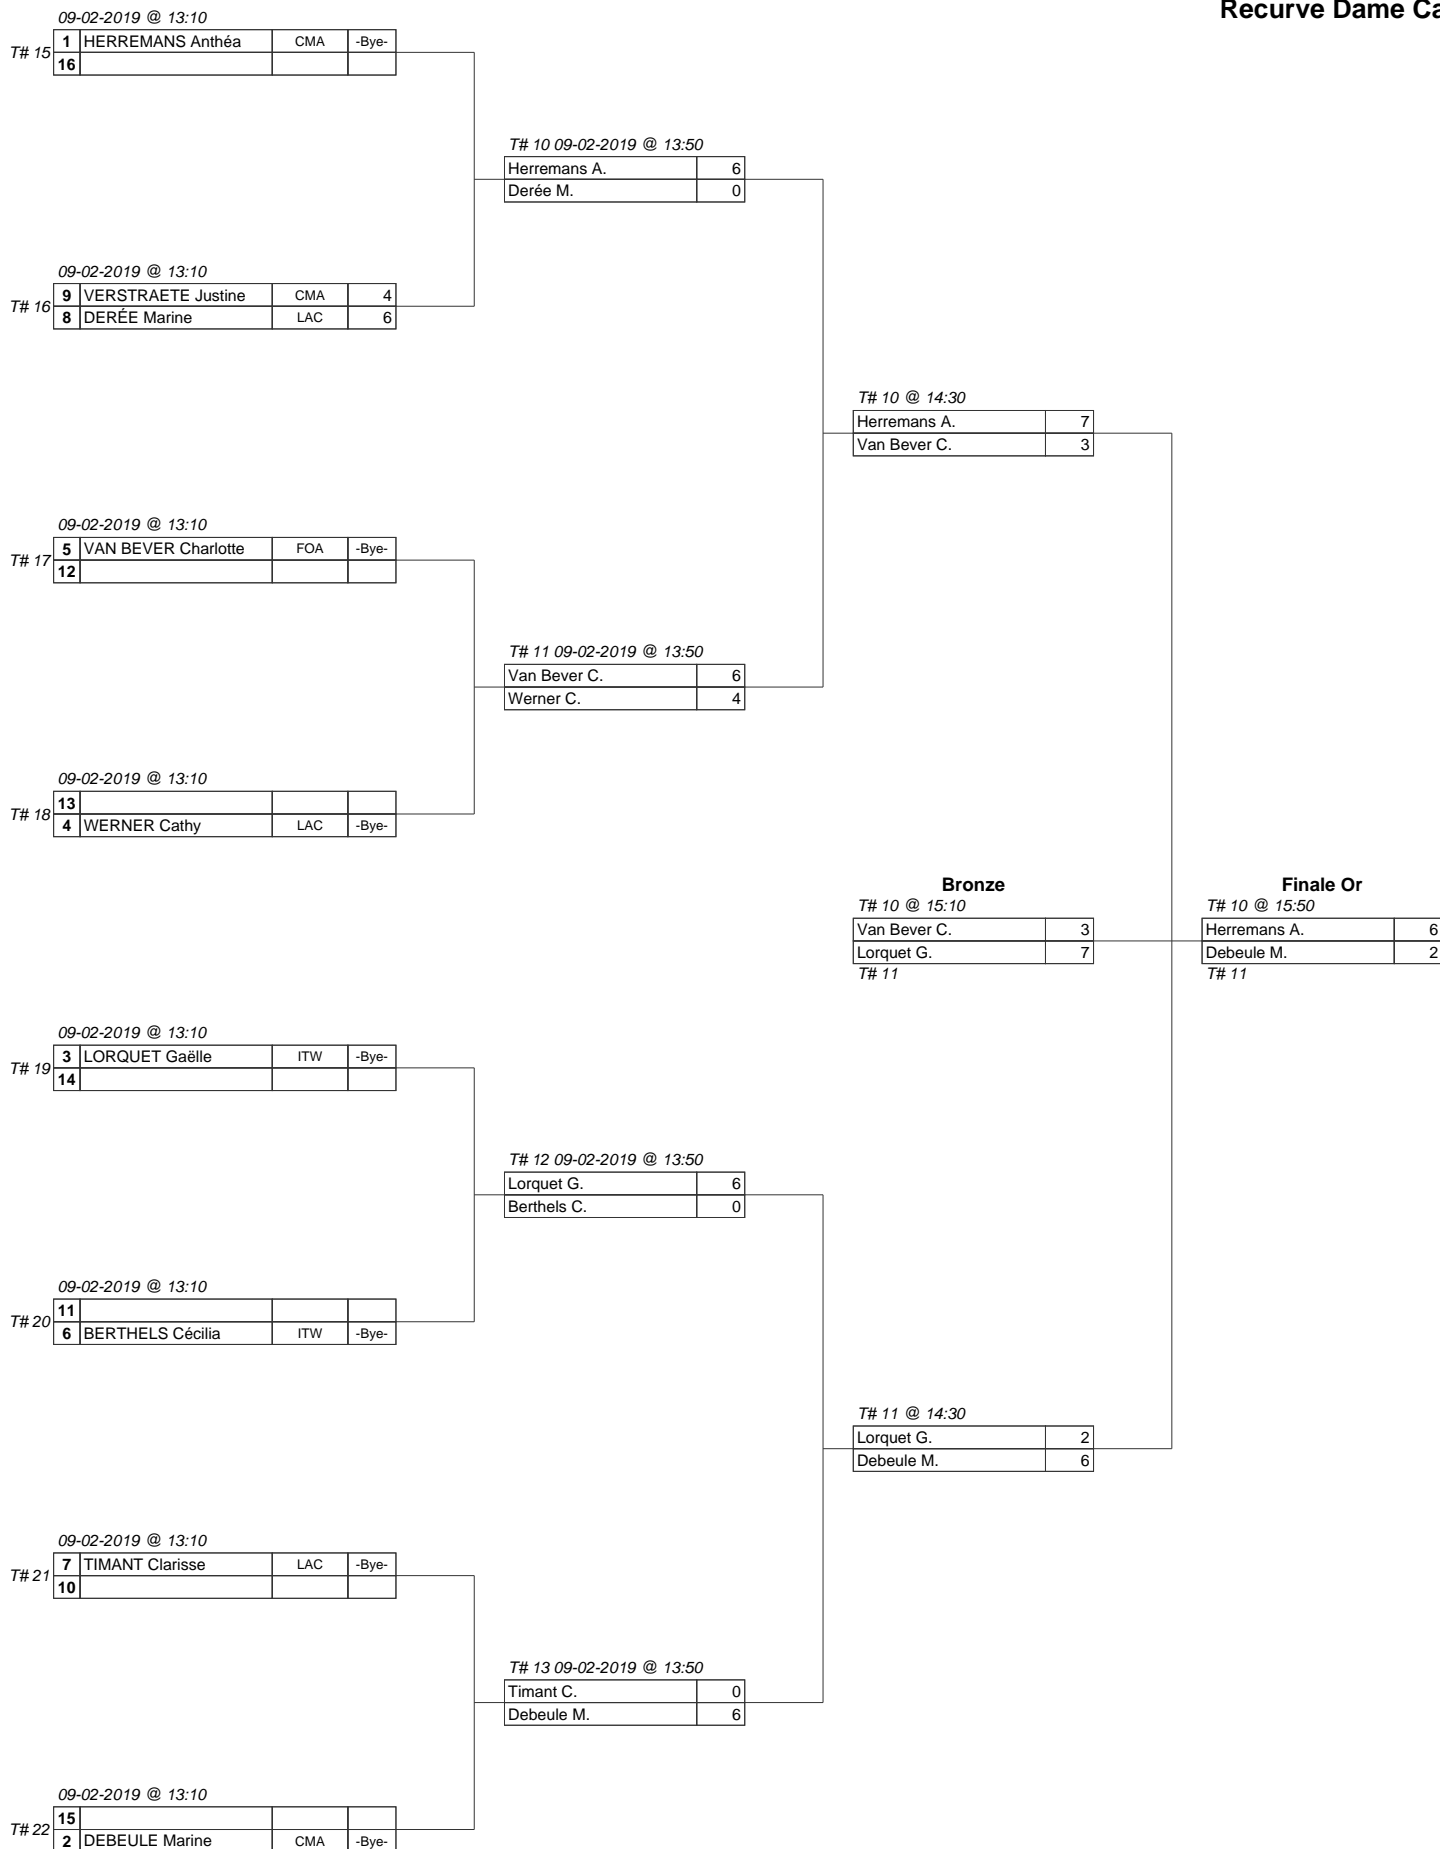 Recurve Dame Ca
09-02-2019 @ 13:10
T# 15
1 HERREMANS Anthéa CMA -Bye-
16
T# 10 09-02-2019 @ 13:50
Herremans A. 6
Derée M. 0
09-02-2019 @ 13:10
T# 16
9 VERSTRAETE Justine CMA 4
8 DERÉE Marine LAC 6
T# 10 @ 14:30
Herremans A. 7
Van Bever C. 3
09-02-2019 @ 13:10
T# 17
5 VAN BEVER Charlotte FOA -Bye-
12
T# 11 09-02-2019 @ 13:50
Van Bever C. 6
Werner C. 4
09-02-2019 @ 13:10
T# 18
13
4 WERNER Cathy LAC -Bye-
Bronze
T# 10 @ 15:10
Van Bever C. 3
Lorquet G. 7
T# 11
Finale Or
T# 10 @ 15:50
Herremans A. 6
Debeule M. 2
T# 11
09-02-2019 @ 13:10
T# 19
3 LORQUET Gaëlle ITW -Bye-
14
T# 12 09-02-2019 @ 13:50
Lorquet G. 6
Berthels C. 0
09-02-2019 @ 13:10
T# 20
11
6 BERTHELS Cécilia ITW -Bye-
T# 11 @ 14:30
Lorquet G. 2
Debeule M. 6
09-02-2019 @ 13:10
T# 21
7 TIMANT Clarisse LAC -Bye-
10
T# 13 09-02-2019 @ 13:50
Timant C. 0
Debeule M. 6
09-02-2019 @ 13:10
T# 22
15
2 DEBEULE Marine CMA -Bye-